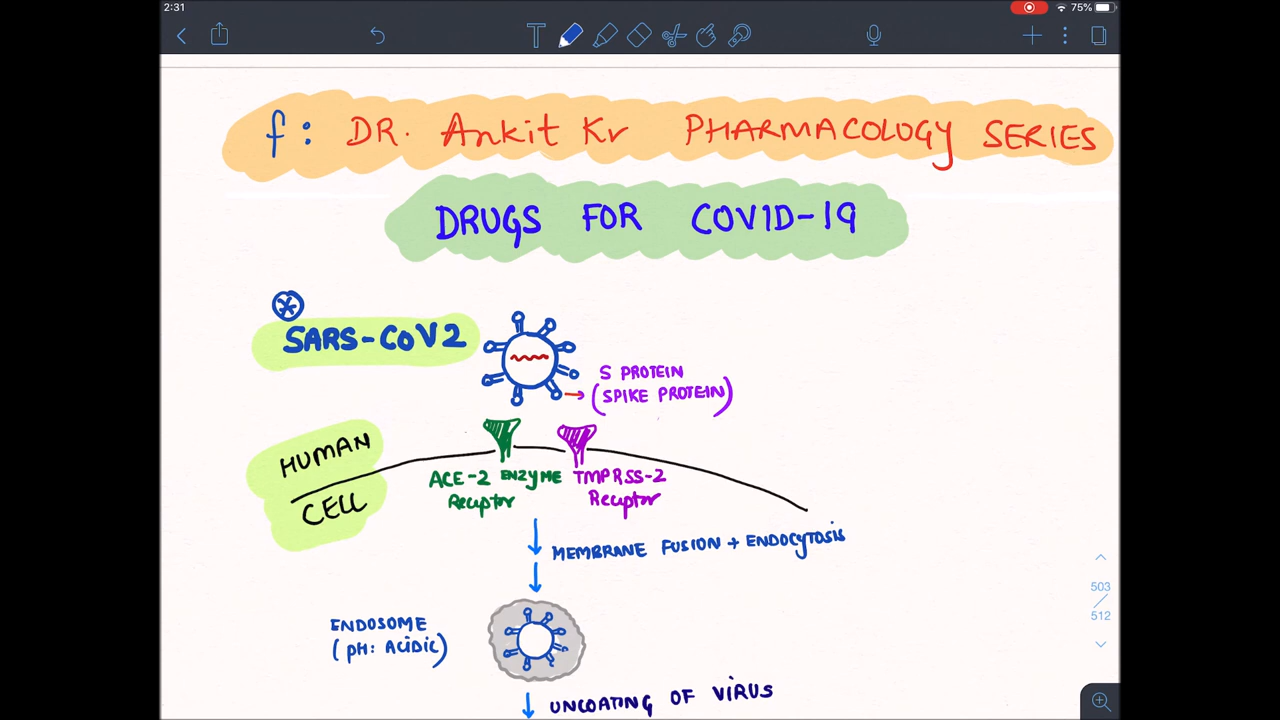 2:31
75%
T
f: DR. Ankit Kr PHARMACOLOGY SERIES
DRUGS FOR COVID-19
SARS-COV2
S PROTEIN
(SPIKE PROTEIN)
HUMAN
CELL
ACE-2 ENZYME
Receptor
TMPRSS-2
Receptor
MEMBRANE FUSION + ENDOCYTOSIS
503
512
ENDOSOME
(pH: ACIDIC)
UNCOATING OF VIRUS